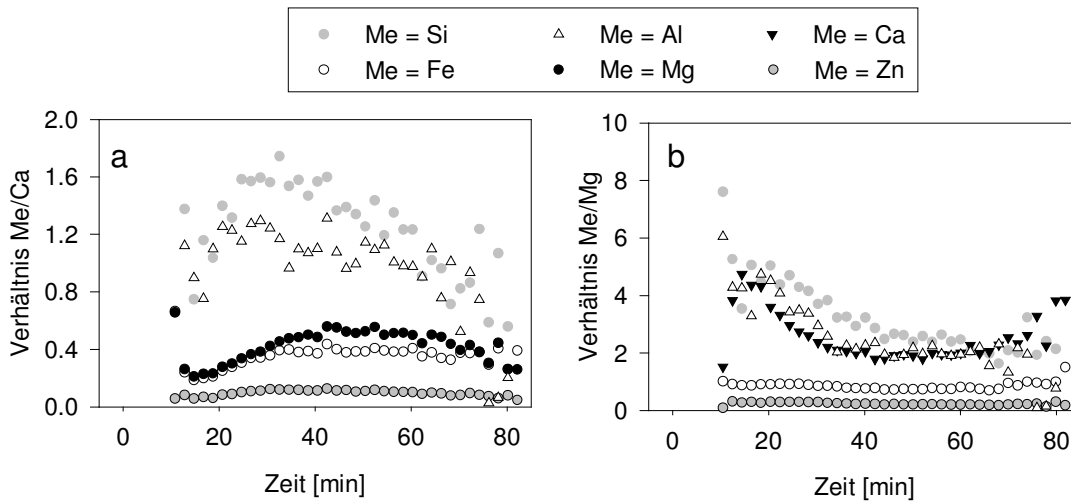 Me = Si Me = Al Me = Ca
Me = Fe Me = Mg Me = Zn
a
Verhältnis Me/Ca
2.0
1.6
1.2
0.8
0.4
0.0
0 20 40 60 80
Zeit [min]
b
Verhältnis Me/Mg
10
8
6
4
2
0
0 20 40 60 80
Zeit [min]